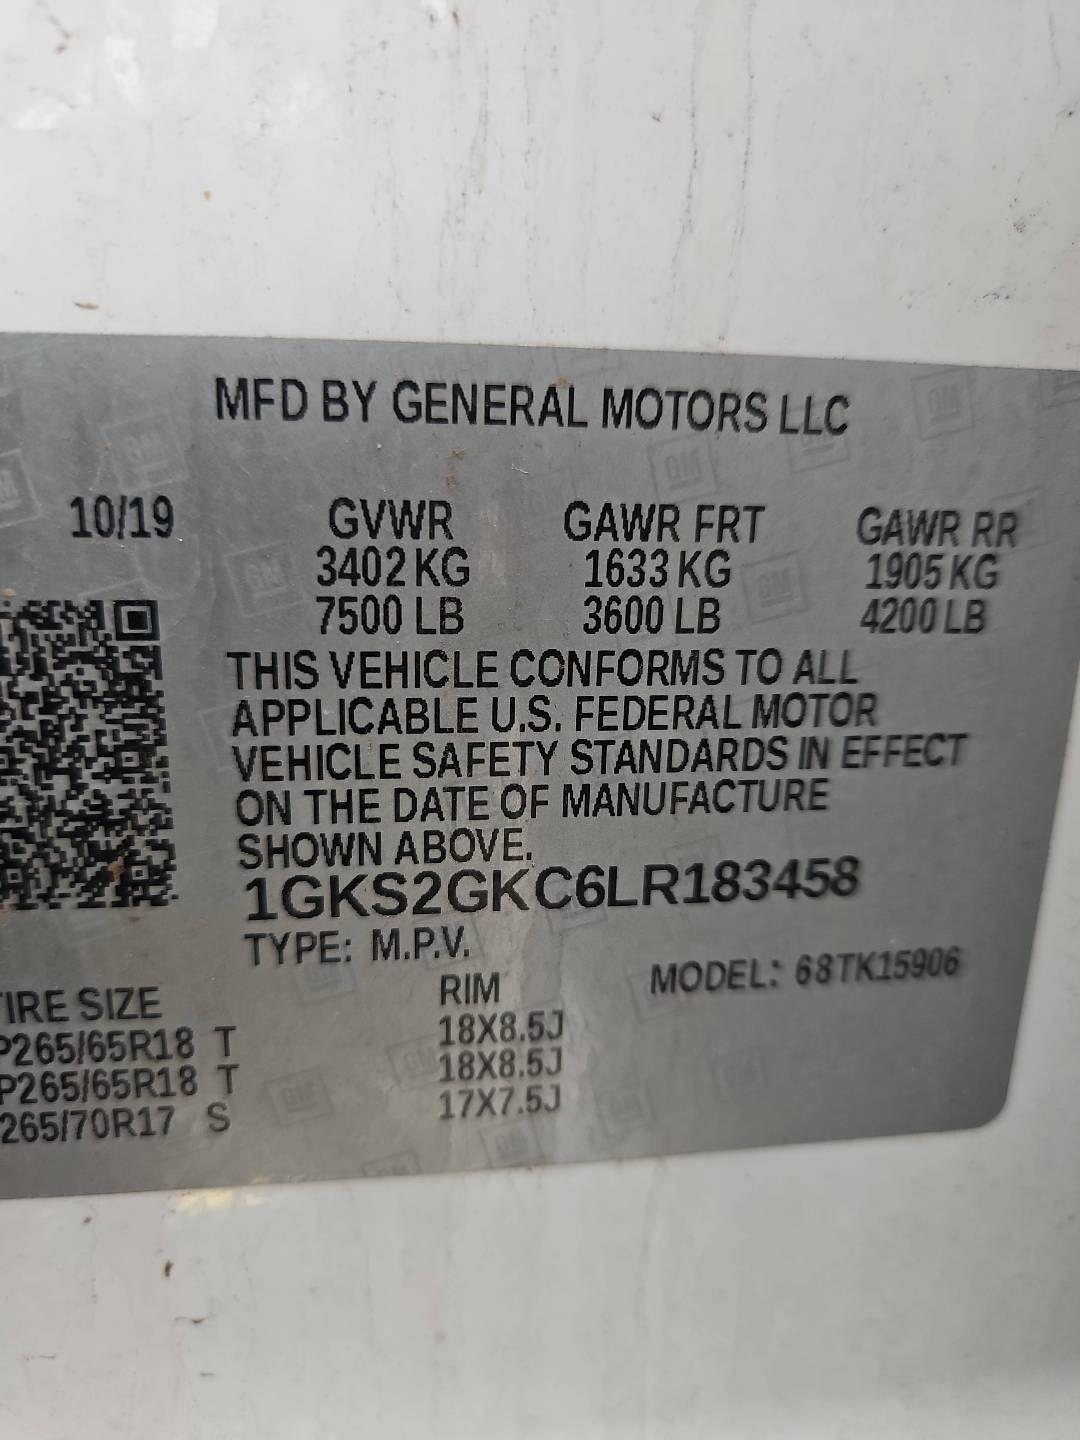 MFD BY GENERAL MOTORS LLC
10/19 GVWR GAWR FRT GAWR RR
3402 KG 1633 KG 1905 KG
7500 LB 3600 LB 4200 LB
THIS VEHICLE CONFORMS TO ALL
APPLICABLE U.S. FEDERAL MOTOR
VEHICLE SAFETY STANDARDS IN EFFECT
ON THE DATE OF MANUFACTURE
SHOWN ABOVE.
1GKS2GKC6LR183458
TYPE: M.P.V. MODEL: 68TK15906
IRE SIZE RIM
P265/65R18 T 18X8.5J
P265/65R18 T 18X8.5J
265/70R17 S 17X7.5J